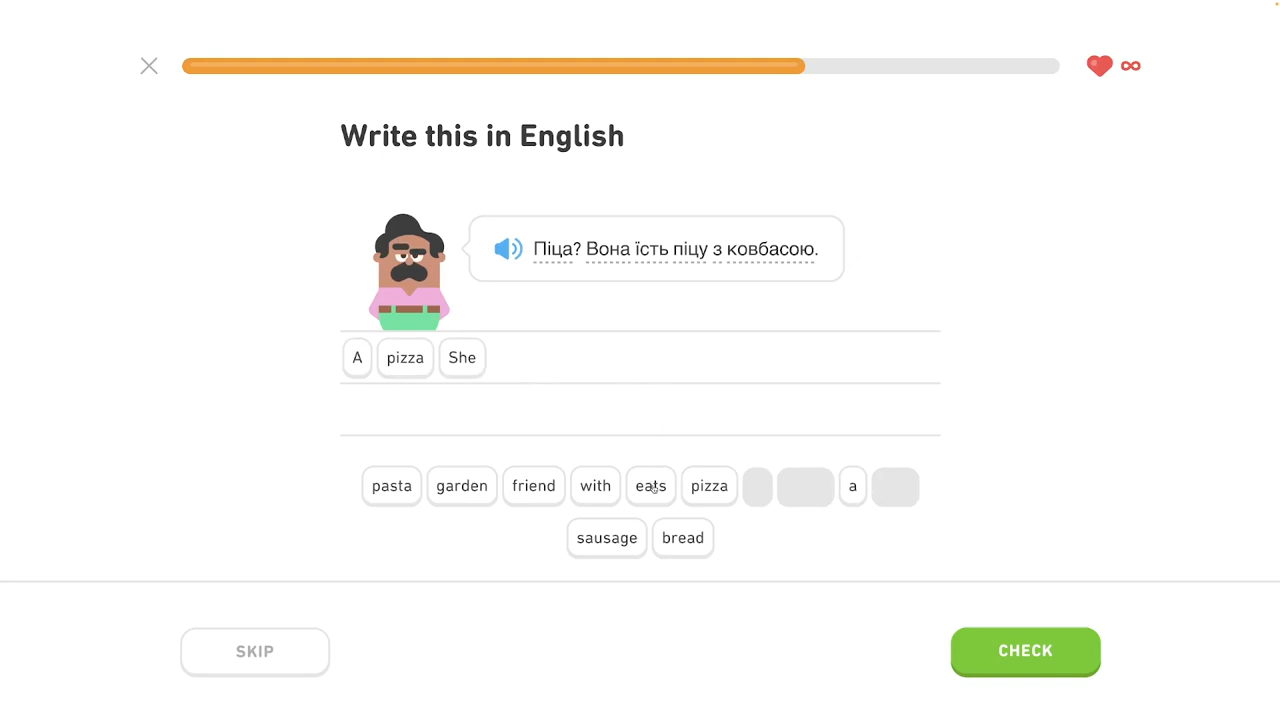 ∞
Write this in English
Піца? Вона їсть піцу з ковбасою.
A pizza She
pasta garden friend with eats pizza a
sausage bread
SKIP CHECK